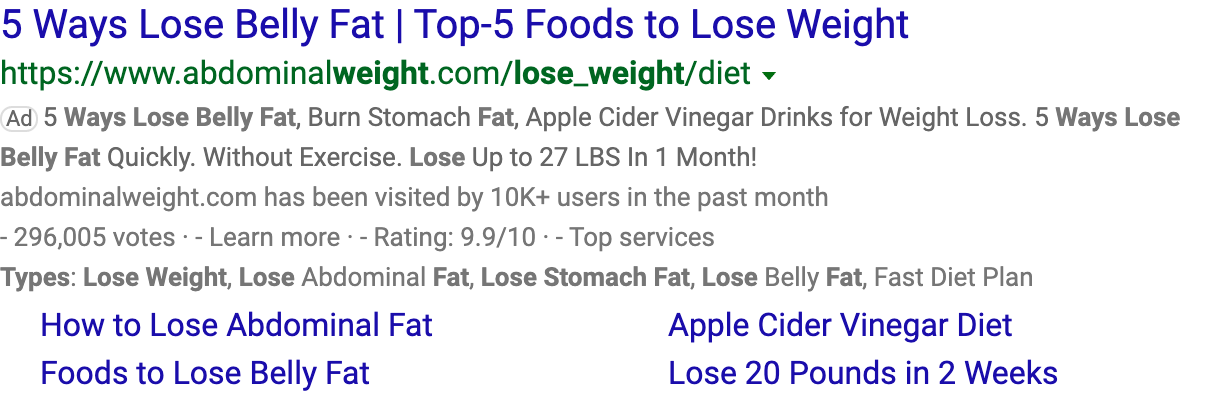 5 Ways Lose Belly Fat | Top-5 Foods to Lose Weight
https://www.abdominalweight.com/lose_weight/diet
Ad 5 Ways Lose Belly Fat, Burn Stomach Fat, Apple Cider Vinegar Drinks for Weight Loss. 5 Ways Lose
Belly Fat Quickly. Without Exercise. Lose Up to 27 LBS In 1 Month!
abdominalweight.com has been visited by 10K+ users in the past month
- 296,005 votes · - Learn more · - Rating: 9.9/10 · - Top services
Types: Lose Weight, Lose Abdominal Fat, Lose Stomach Fat, Lose Belly Fat, Fast Diet Plan
How to Lose Abdominal Fat Apple Cider Vinegar Diet
Foods to Lose Belly Fat Lose 20 Pounds in 2 Weeks